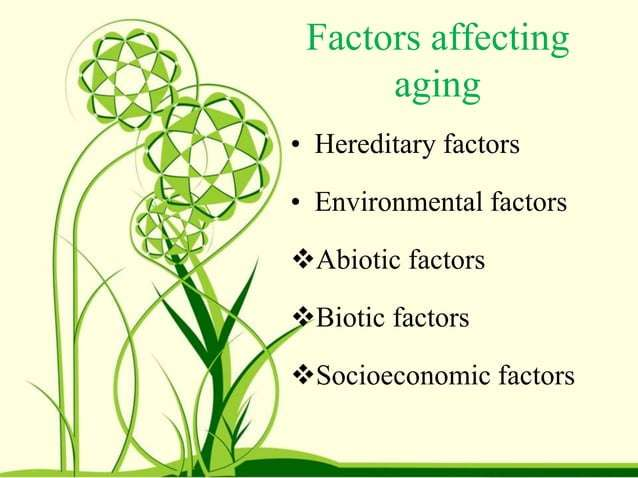 Factors affecting
aging
• Hereditary factors
• Environmental factors
❖Abiotic factors
❖Biotic factors
❖Socioeconomic factors